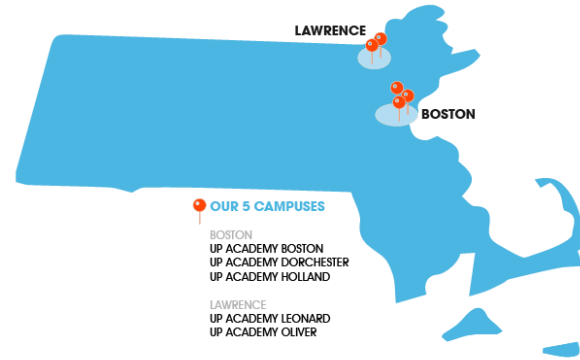 LAWRENCE
BOSTON
OUR 5 CAMPUSES
BOSTON
UP ACADEMY BOSTON
UP ACADEMY DORCHESTER
UP ACADEMY HOLLAND
LAWRENCE
UP ACADEMY LEONARD
UP ACADEMY OLIVER